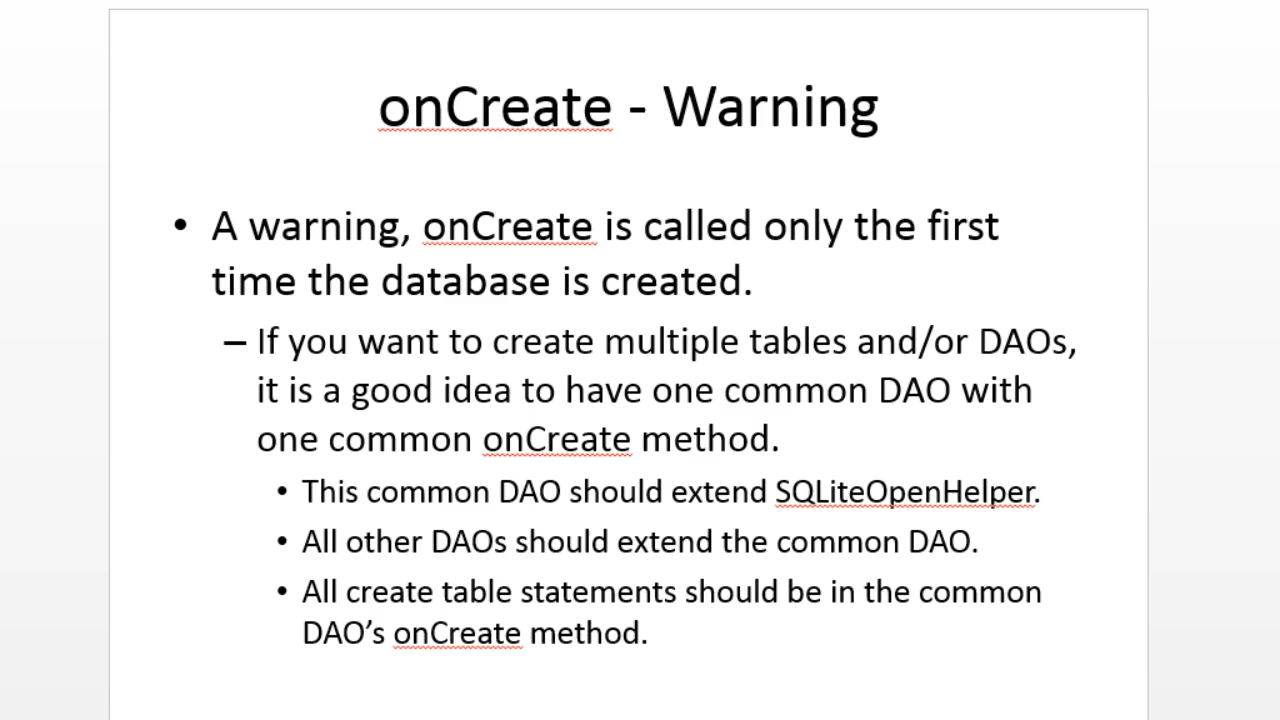 onCreate - Warning
• A warning, onCreate is called only the first
time the database is created.
– If you want to create multiple tables and/or DAOs,
it is a good idea to have one common DAO with
one common onCreate method.
• This common DAO should extend SQLiteOpenHelper.
• All other DAOs should extend the common DAO.
• All create table statements should be in the common
DAO’s onCreate method.